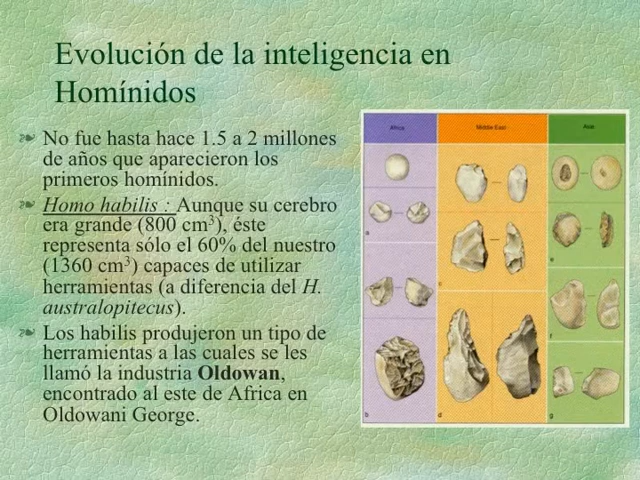 Evolución de la inteligencia en
Homínidos
No fue hasta hace 1.5 a 2 millones
de años que aparecieron los
primeros homínidos.
Homo habilis : Aunque su cerebro
era grande (800 cm³), éste
representa sólo el 60% del nuestro
(1360 cm³) capaces de utilizar
herramientas (a diferencia del H.
australopitecus).
Los habilis produjeron un tipo de
herramientas a las cuales se les
llamó la industria Oldowan,
encontrado al este de Africa en
Oldowani George.
Africa
Middle East
Asia
a
b
c
d
e
f
g